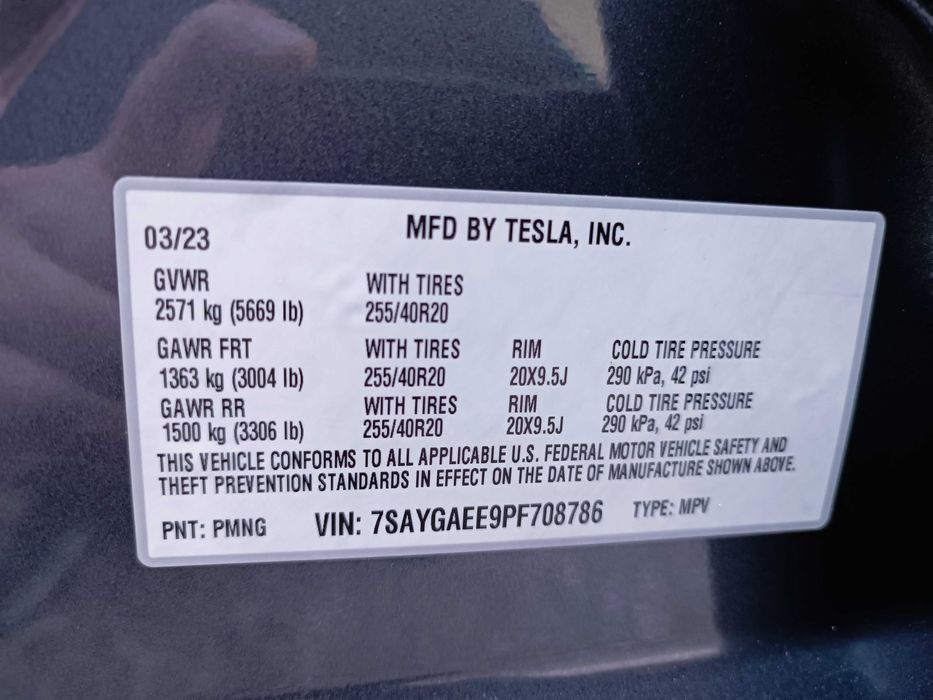 03/23 MFD BY TESLA, INC.
GVWR WITH TIRES
2571 kg (5669 lb) 255/40R20
GAWR FRT WITH TIRES RIM COLD TIRE PRESSURE
1363 kg (3004 lb) 255/40R20 20X9.5J 290 kPa, 42 psi
GAWR RR WITH TIRES RIM COLD TIRE PRESSURE
1500 kg (3306 lb) 255/40R20 20X9.5J 290 kPa, 42 psi
THIS VEHICLE CONFORMS TO ALL APPLICABLE U.S. FEDERAL MOTOR VEHICLE SAFETY AND
THEFT PREVENTION STANDARDS IN EFFECT ON THE DATE OF MANUFACTURE SHOWN ABOVE.
PNT: PMNG VIN: 7SAYGAEE9PF708786 TYPE: MPV